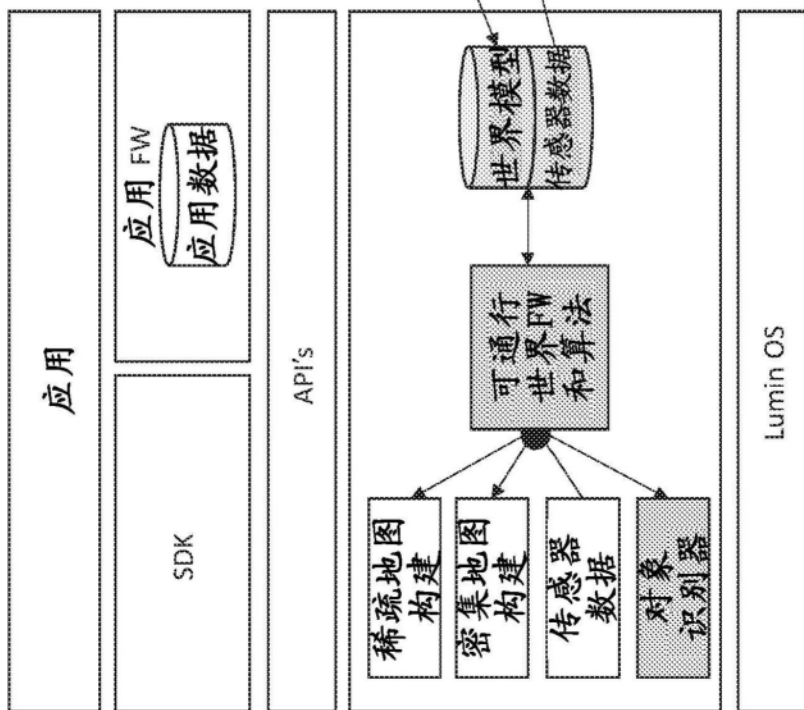 应用
SDK
应用 FW
应用数据
API's
稀疏地图
构建
密集地图
构建
传感器
数据
对象
识别器
可通行
世界FW
和算法
世界模型
传感器数据
Lumin OS